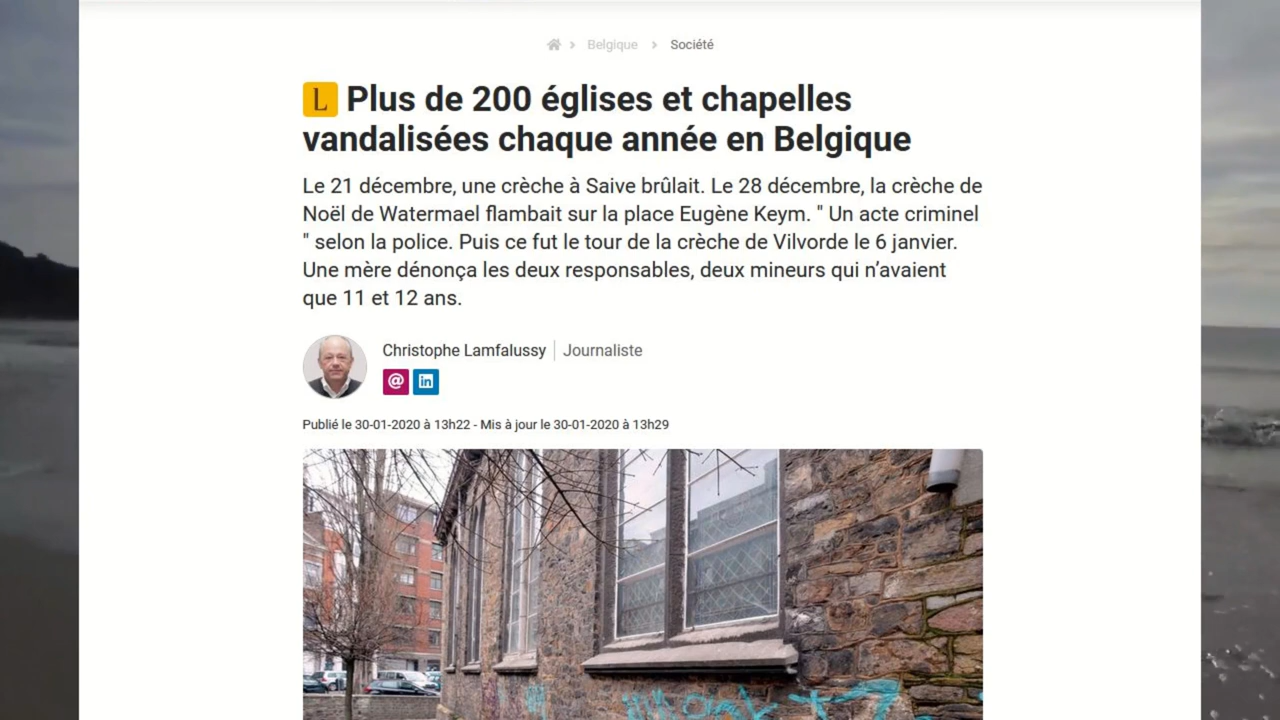 Belgique > Société
L Plus de 200 églises et chapelles
vandalisées chaque année en Belgique
Le 21 décembre, une crèche à Saive brûlait. Le 28 décembre, la crèche de
Noël de Watermael flambait sur la place Eugène Keym. " Un acte criminel
" selon la police. Puis ce fut le tour de la crèche de Vilvorde le 6 janvier.
Une mère dénonça les deux responsables, deux mineurs qui n’avaient
que 11 et 12 ans.
Christophe Lamfalussy | Journaliste
@ in
Publié le 30-01-2020 à 13h22 - Mis à jour le 30-01-2020 à 13h29